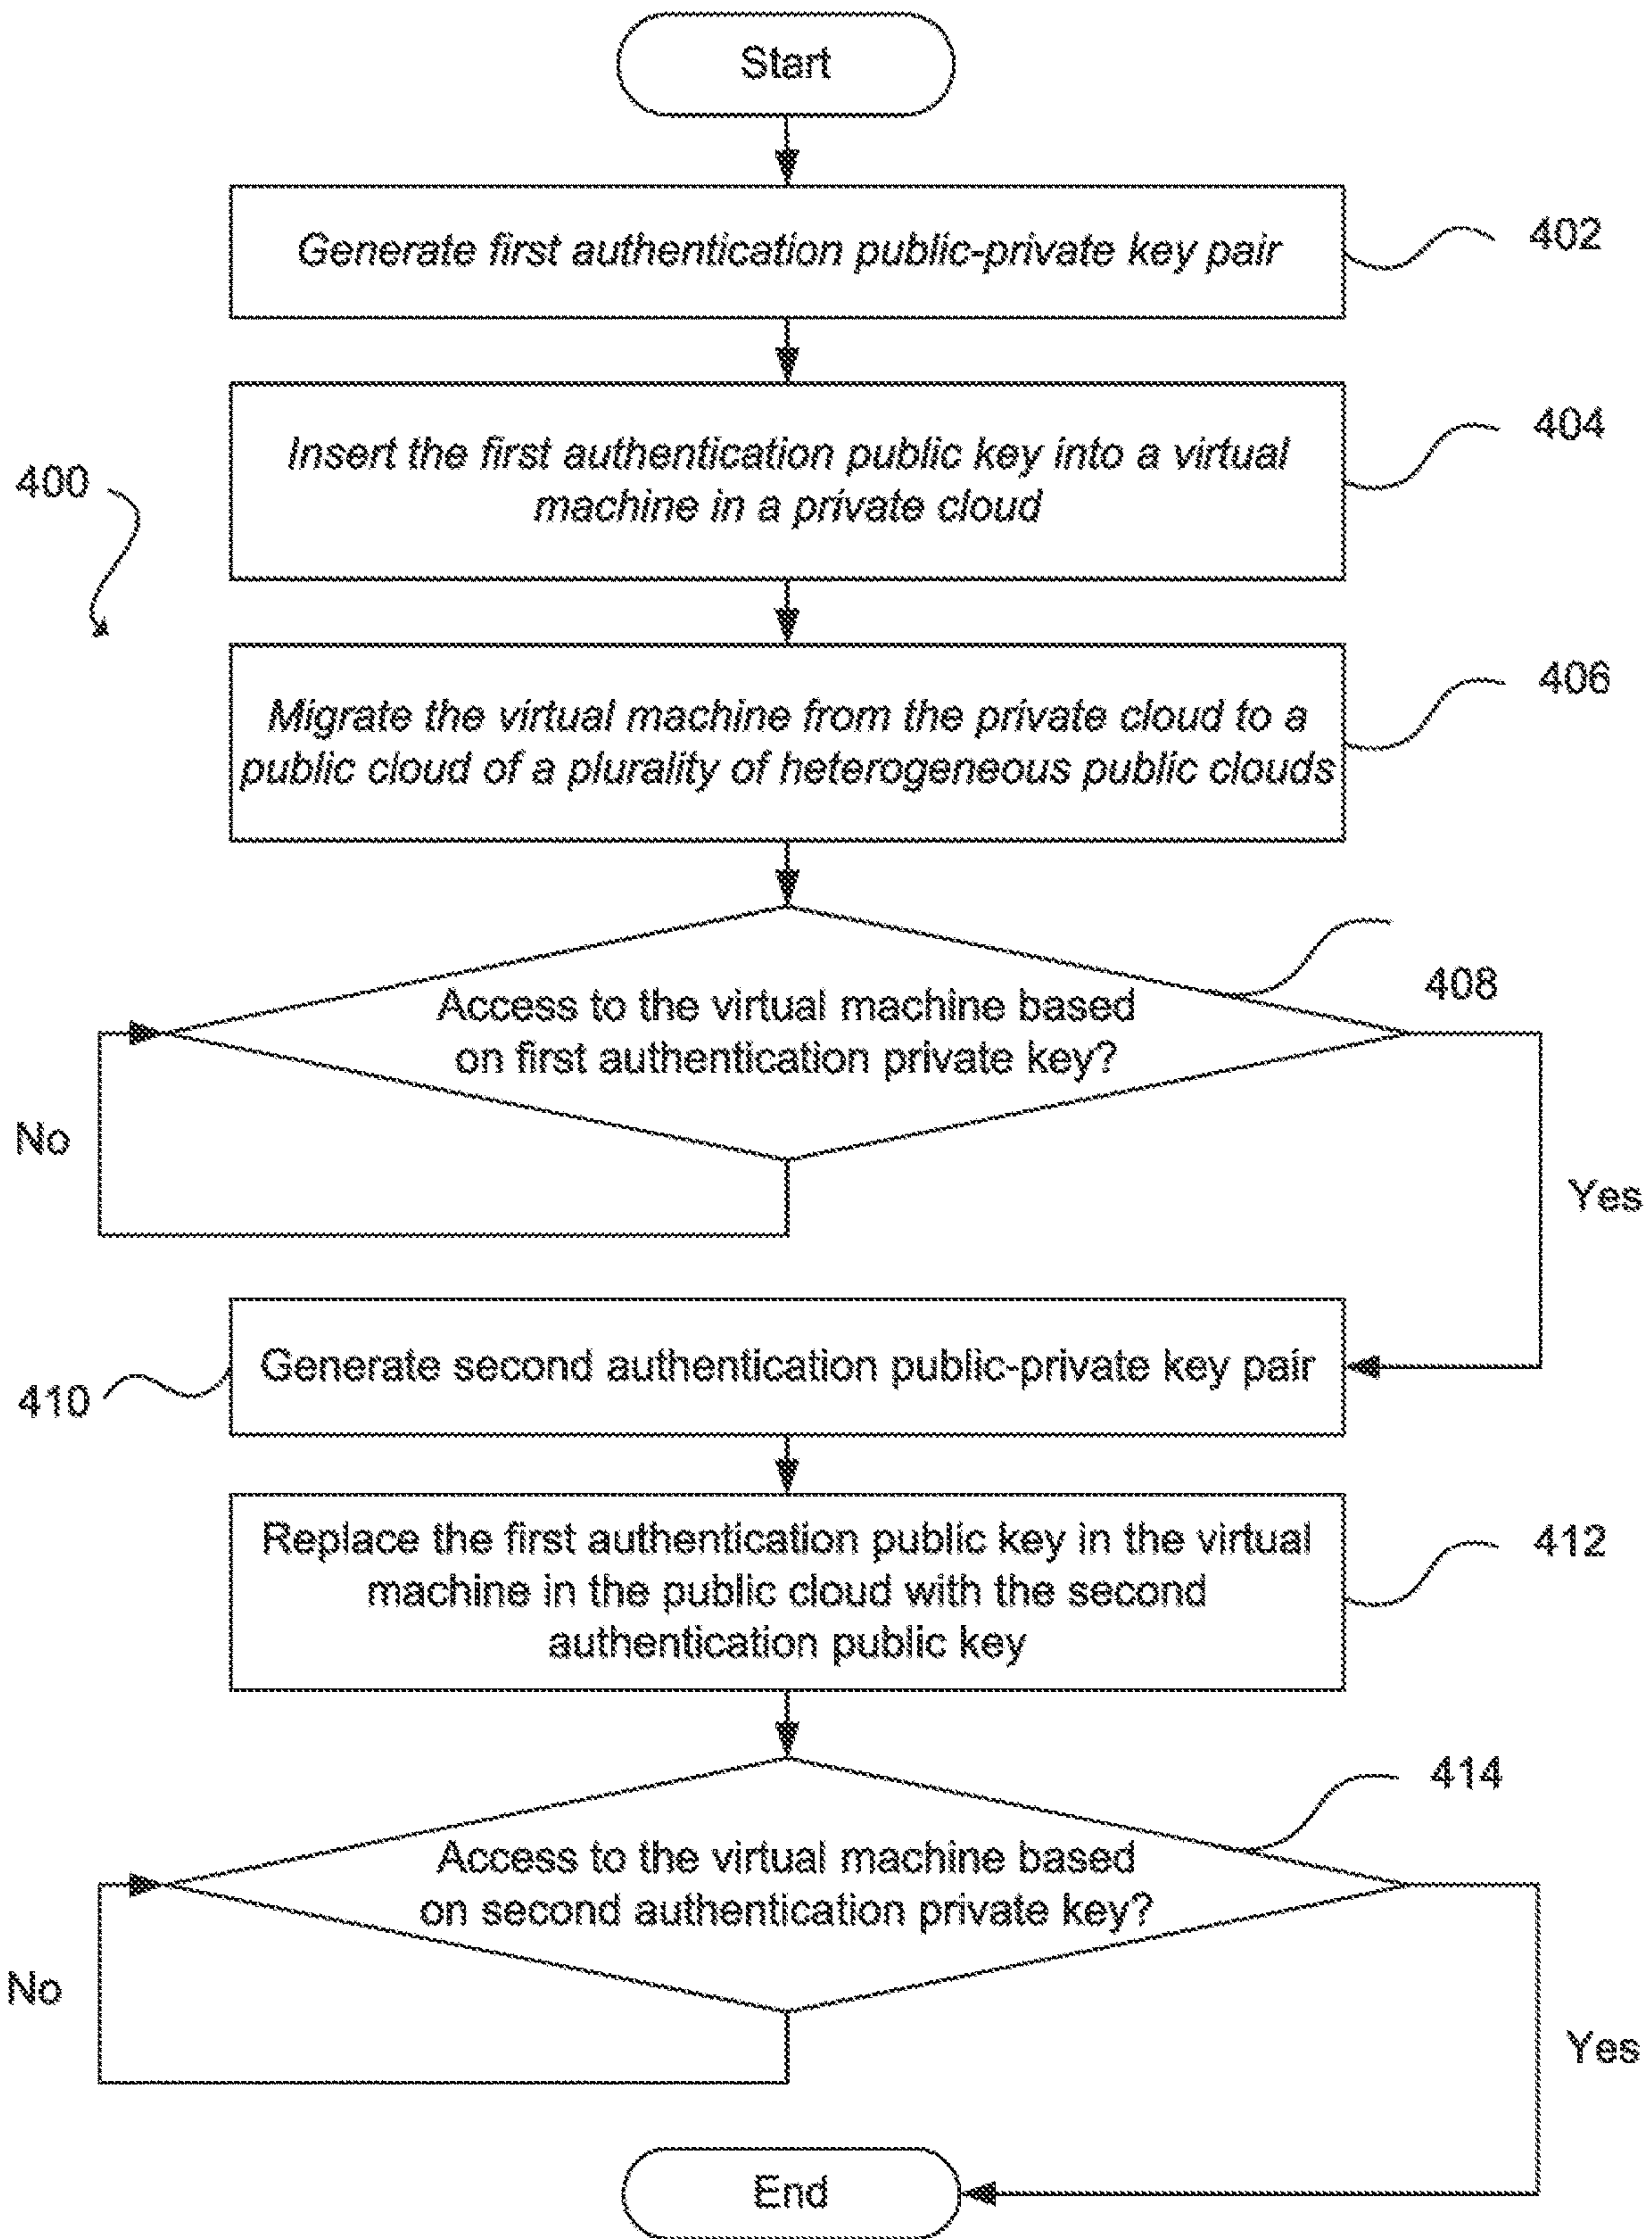 Start
Generate first authentication public-private key pair
402
Insert the first authentication public key into a virtual
machine in a private cloud
404
400
Migrate the virtual machine from the private cloud to a
public cloud of a plurality of heterogeneous public clouds
406
Access to the virtual machine based
on first authentication private key?
408
No
Yes
Generate second authentication public-private key pair
410
Replace the first authentication public key in the virtual
machine in the public cloud with the second
authentication public key
412
414
Access to the virtual machine based
on second authentication private key?
No
Yes
End